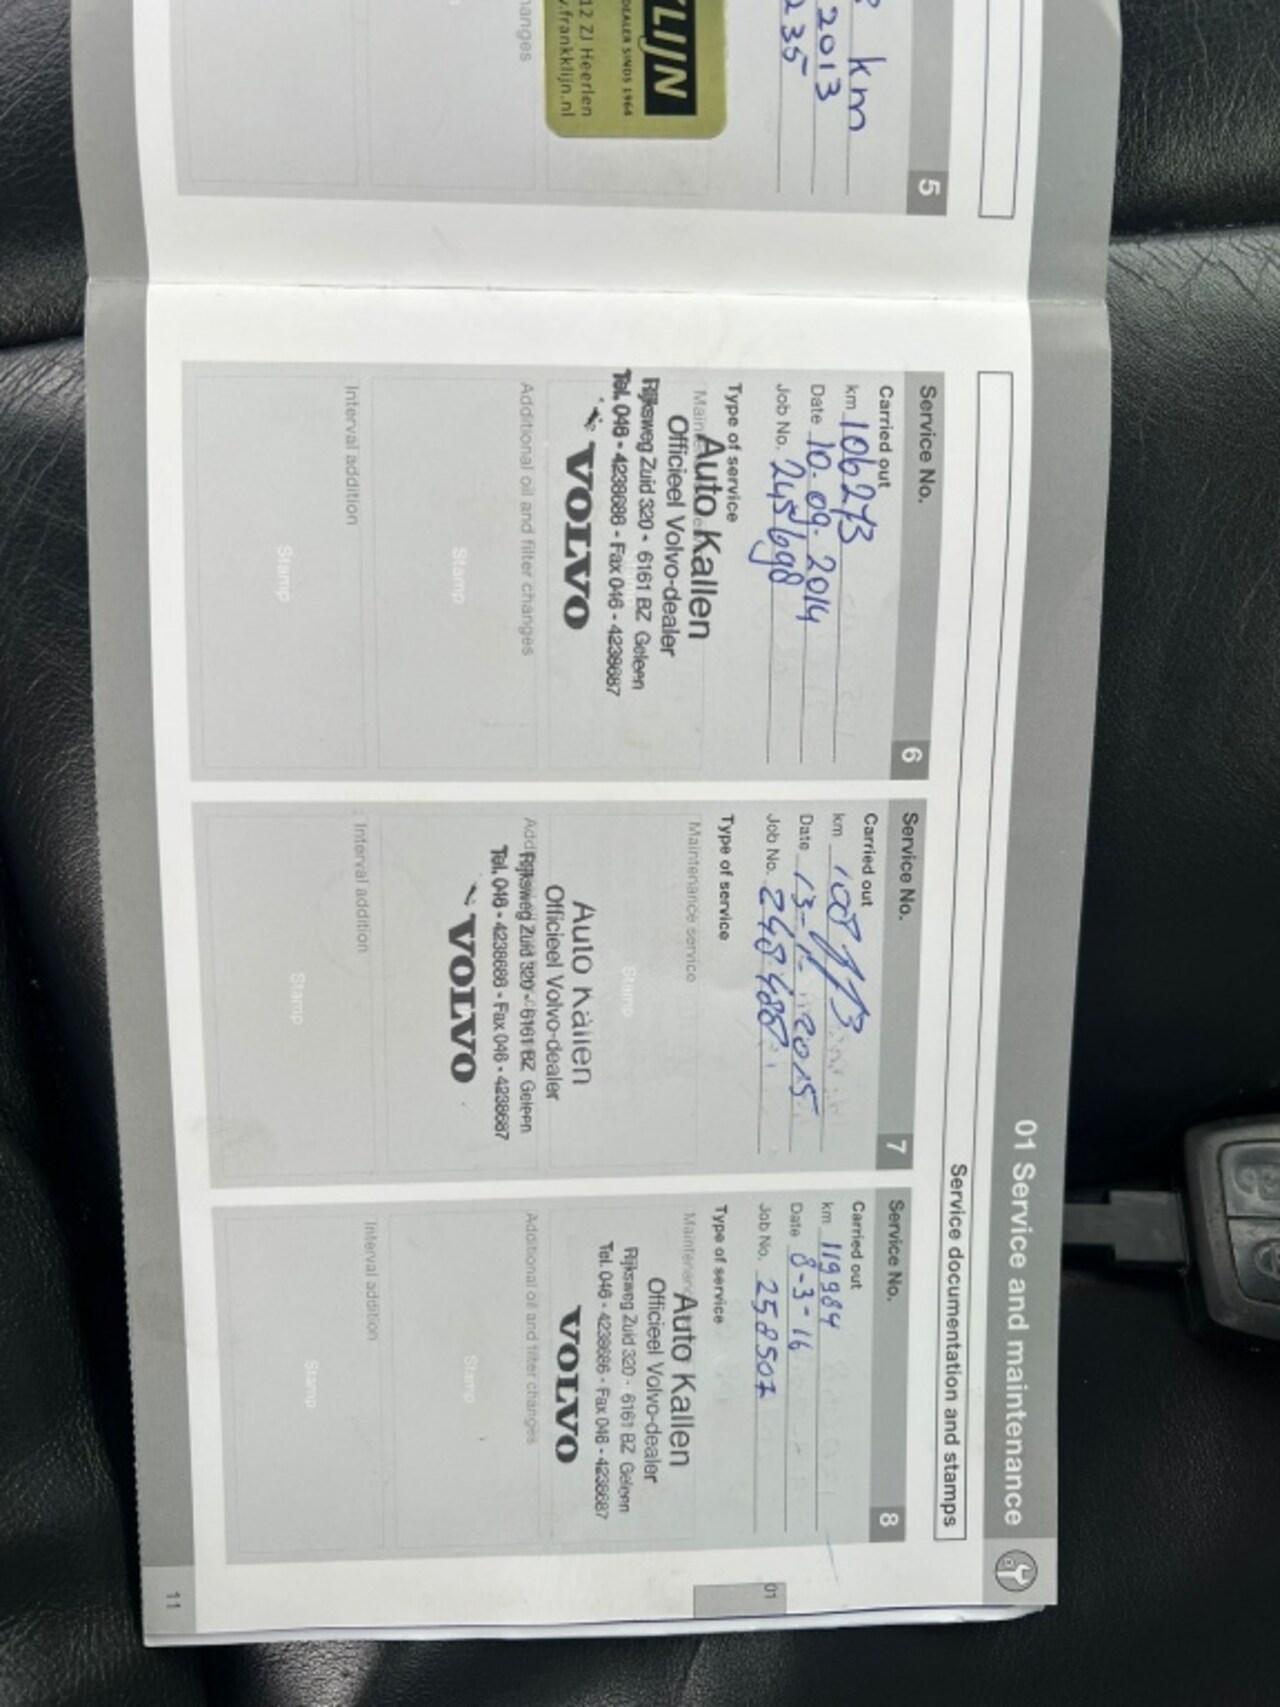 01 Service and maintenance
Service documentation and stamps
5
km
2013
235
LIJN
DEALER SINDS 1964
12 ZJ Heerlen
.frankklijn.nl
hanges
Service No. 6
Carried out
km 106273
Date 10.09.2014
Job No. 245698
Type of service
Auto Kallen
Officieel Volvo-dealer
Rijksweg Zuid 320 - 6161 BZ Geleen
Tel. 046 - 4238686 - Fax 046 - 4238687
VOLVO
Additional oil and filter changes
Stamp
Interval addition
Stamp
Service No. 7
Carried out
km
Date 13-1-2015
Job No. 248488
Type of service
Maintenance service
Stamp
Auto Kallen
Officieel Volvo-dealer
Rijksweg Zuid 320 - 6161 BZ Geleen
Tel. 046 - 4238686 - Fax 046 - 4238687
VOLVO
Interval addition
Stamp
Service No. 8
Carried out
km 119984
Date 8-3-16
Job No. 258507
Type of service
Auto Kallen
Officieel Volvo-dealer
Rijksweg Zuid 320 - 6161 BZ Geleen
Tel. 046 - 4238686 - Fax 046 - 4238687
VOLVO
Additional oil and filter changes
Stamp
Interval addition
Stamp
01
11